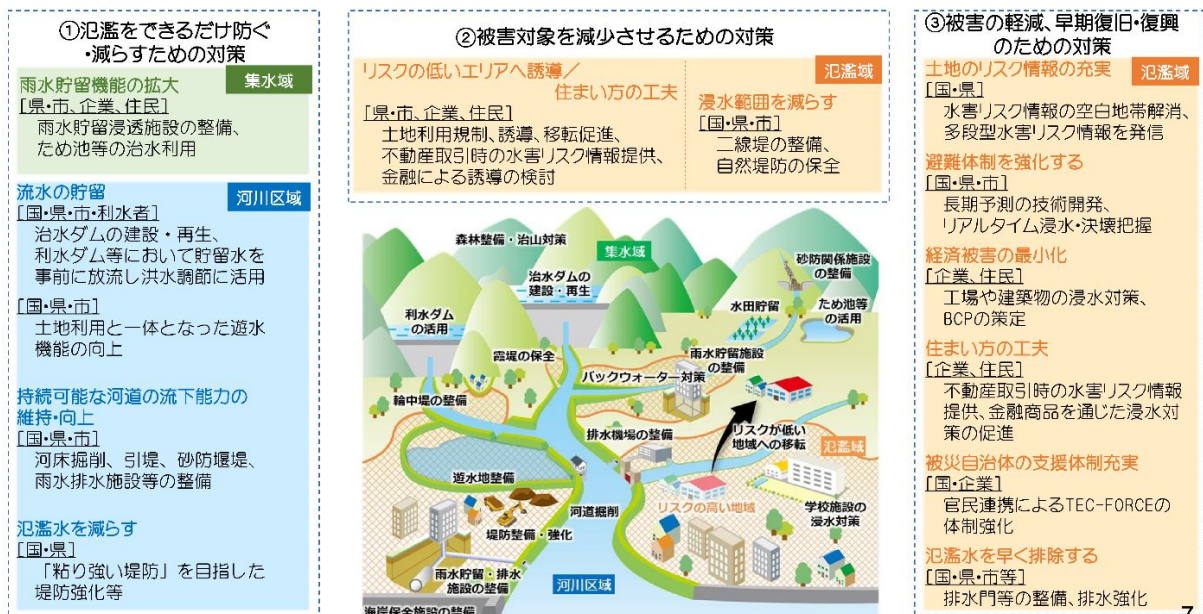 ①氾濫をできるだけ防ぐ
・減らすための対策
雨水貯留機能の拡大
集水域
[県・市、企業、住民]
雨水貯留浸透施設の整備、
ため池等の治水利用
流水の貯留
河川区域
[国・県・市・利水者]
治水ダムの建設・再生、
利水ダム等において貯留水を
事前に放流し洪水調節に活用
[国・県・市]
土地利用と一体となった遊水
機能の向上
持続可能な河道の流下能力の
維持・向上
[国・県・市]
河床掘削、引堤、砂防堰堤、
雨水排水施設等の整備
氾濫水を減らす
[国・県]
「粘り強い堤防」を目指した
堤防強化等
②被害対象を減少させるための対策
リスクの低いエリアへ誘導／
住まい方の工夫
[県・市、企業、住民]
土地利用規制、誘導、移転促進、
不動産取引時の水害リスク情報提供、
金融による誘導の検討
氾濫域
浸水範囲を減らす
[国・県・市]
二線堤の整備、
自然堤防の保全
森林整備・治山対策
集水域
砂防関係施設
の整備
治水ダムの
建設・再生
水田貯留
ため池等
の活用
利水ダム
の活用
霞堤の保全
雨水貯留施設
の整備
バックウォーター対策
輪中堤の整備
排水機場の整備
リスクが低い
地域への移転
氾濫域
遊水地整備
河道掘削
リスクの高い地域
学校施設の
浸水対策
堤防整備・強化
雨水貯留・排水
施設の整備
河川区域
海岸保全施設の整備
③被害の軽減、早期復旧・復興
のための対策
土地のリスク情報の充実
氾濫域
[国・県]
水害リスク情報の空白地帯解消、
多段型水害リスク情報を発信
避難体制を強化する
[国・県・市]
長期予測の技術開発、
リアルタイム浸水・決壊把握
経済被害の最小化
[企業、住民]
工場や建築物の浸水対策、
BCPの策定
住まい方の工夫
[企業、住民]
不動産取引時の水害リスク情報
提供、金融商品を通じた浸水対
策の促進
被災自治体の支援体制充実
[国・企業]
官民連携によるTEC-FORCEの
体制強化
氾濫水を早く排除する
[国・県・市等]
排水門等の整備、排水強化
7